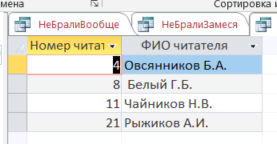 мена
Сортировка и
НеБралиВообще НеБралиЗамеся
Номер читат ФИО читателя
4 Овсянников Б.А.
8 Белый Г.Б.
11 Чайников Н.В.
21 Рыжиков А.И.